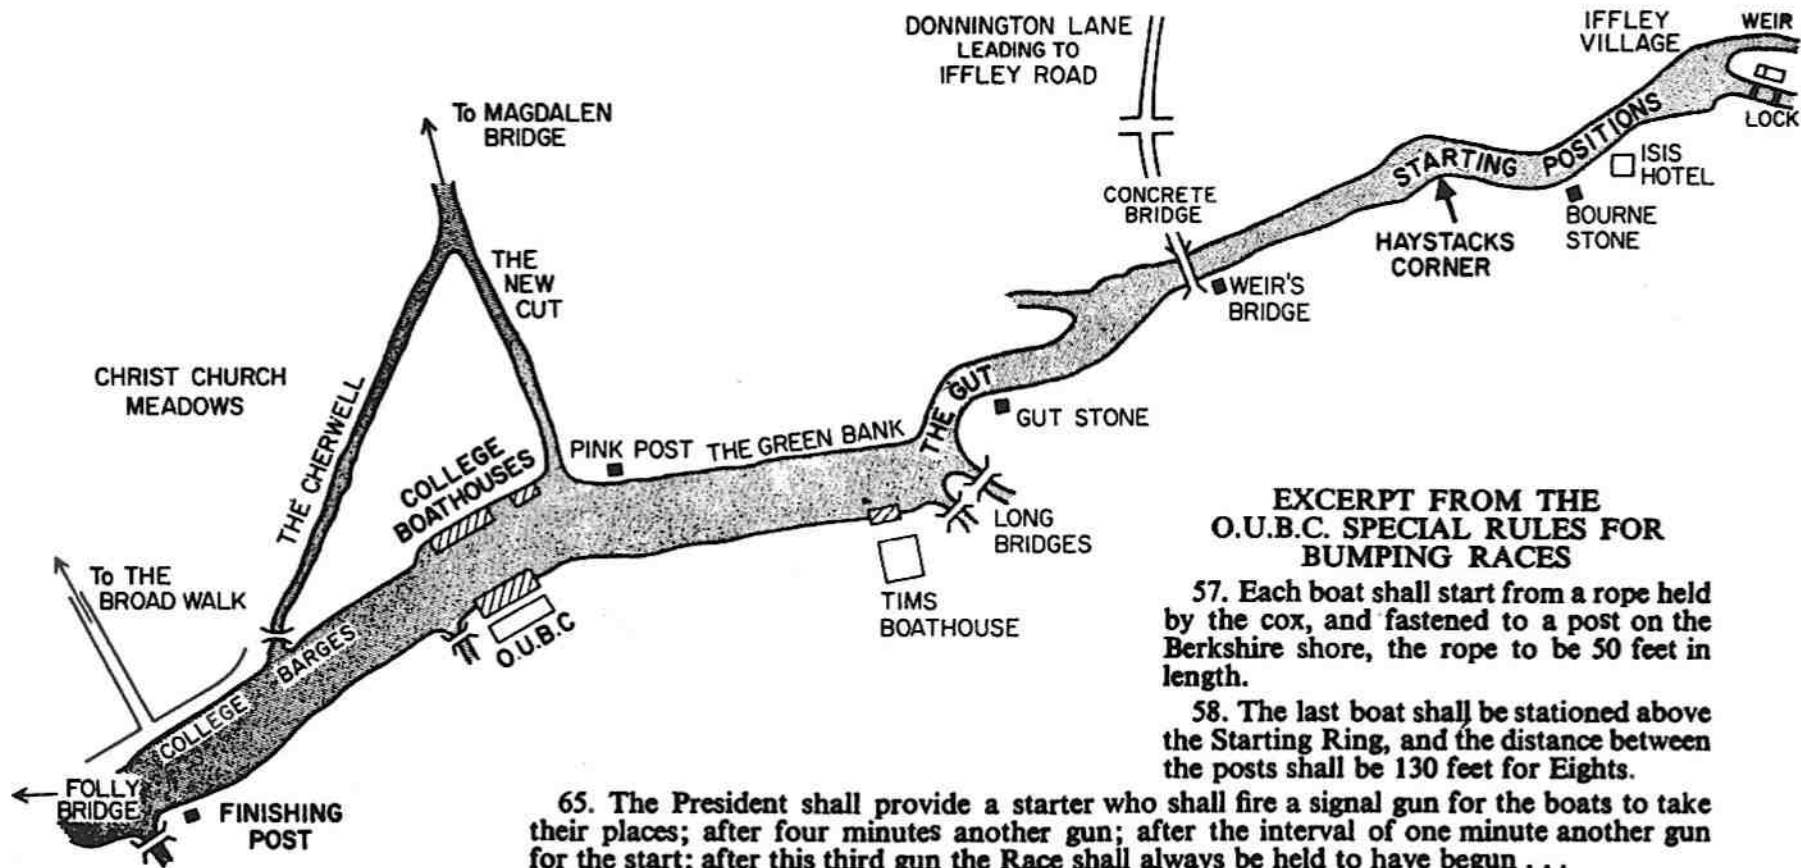 DONNINGTON LANE
LEADING TO
IFFLEY ROAD
IFFLEY
VILLAGE
WEIR
LOCK
To MAGDALEN
BRIDGE
STARTING POSITIONS
ISIS
HOTEL
CONCRETE
BRIDGE
BOURNE
STONE
HAYSTACKS
CORNER
THE
NEW
CUT
WEIR'S
BRIDGE
CHRIST CHURCH
MEADOWS
THE CHERWELL
COLLEGE
BOATHOUSES
PINK POST
THE GREEN BANK
THE GUT
GUT STONE
LONG
BRIDGES
To THE
BROAD WALK
TIMS
BOATHOUSE
O.U.B.C
COLLEGE BARGES
FOLLY
BRIDGE
FINISHING
POST
EXCERPT FROM THE
O.U.B.C. SPECIAL RULES FOR
BUMPING RACES
57. Each boat shall start from a rope held
by the cox, and fastened to a post on the
Berkshire shore, the rope to be 50 feet in
length.
58. The last boat shall be stationed above
the Starting Ring, and the distance between
the posts shall be 130 feet for Eights.
65. The President shall provide a starter who shall fire a signal gun for the boats to take
their places; after four minutes another gun; after the interval of one minute another gun
for the start; after this third gun the Race shall always be held to have begun . . .